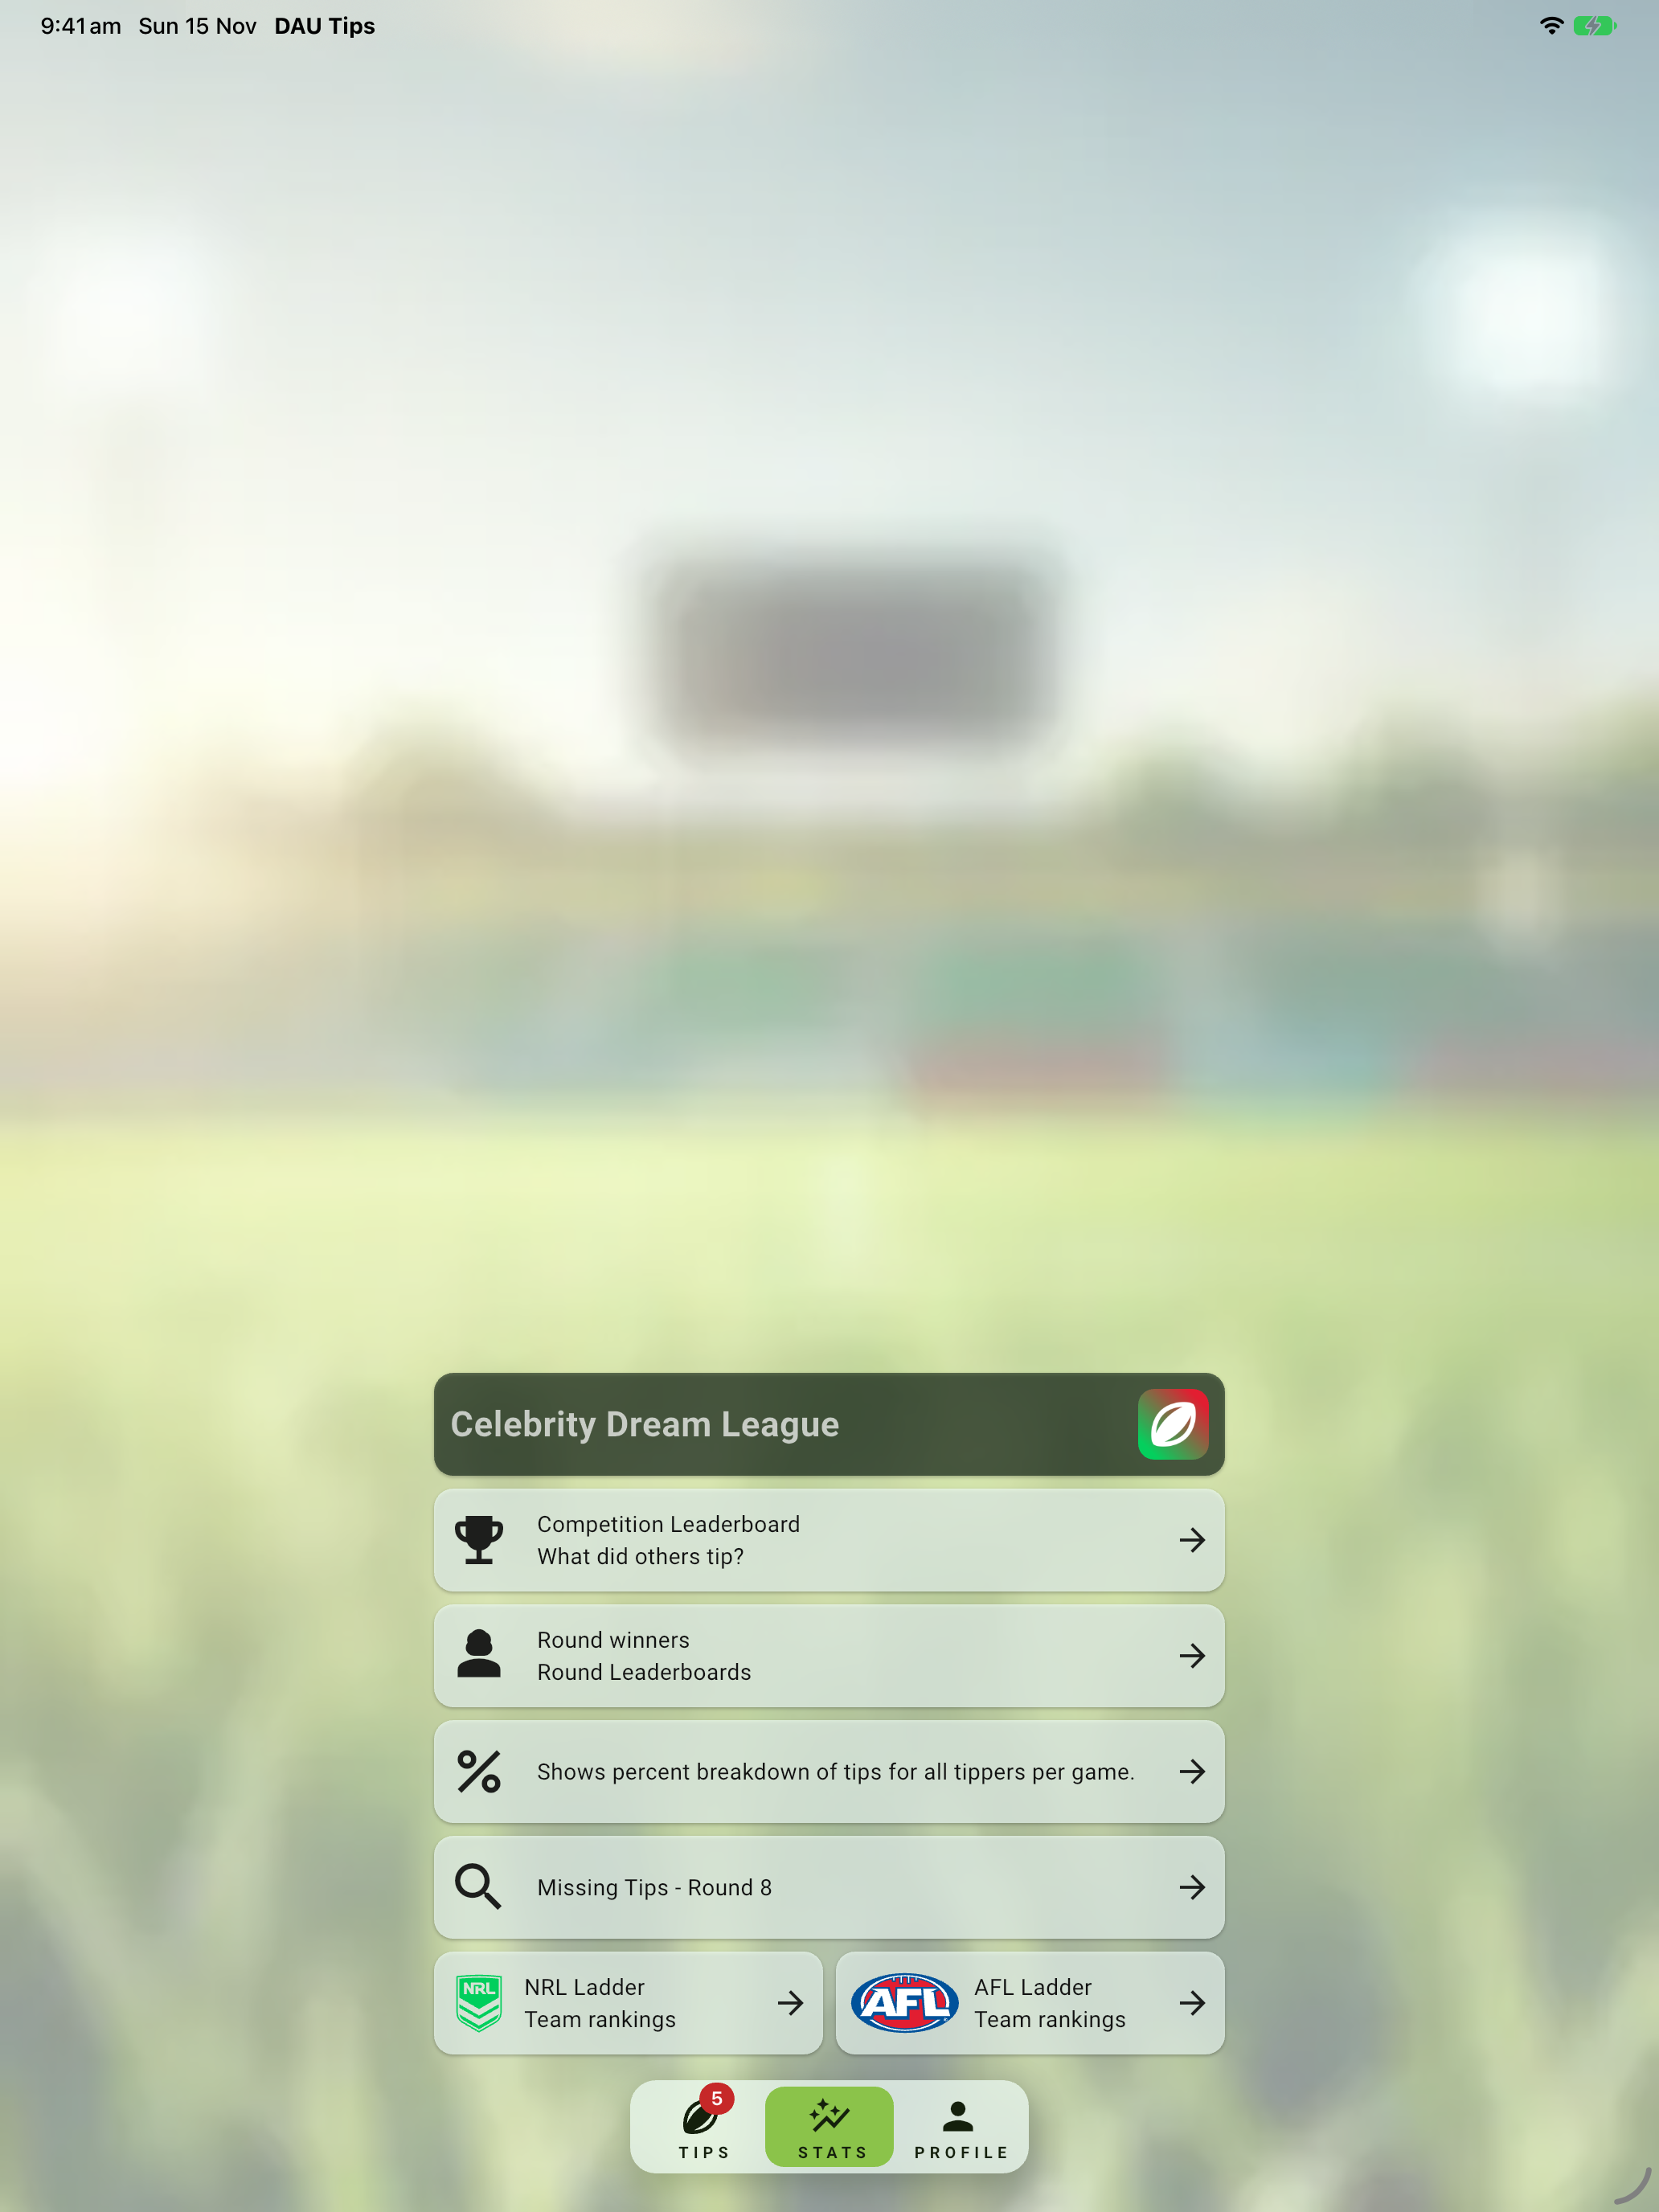 9:41 am Sun 15 Nov DAU Tips
Celebrity Dream League
Competition Leaderboard
What did others tip?
Round winners
Round Leaderboards
Shows percent breakdown of tips for all tippers per game.
Missing Tips - Round 8
NRL
NRL Ladder
Team rankings
AFL
AFL Ladder
Team rankings
5
TIPS
STATS
PROFILE